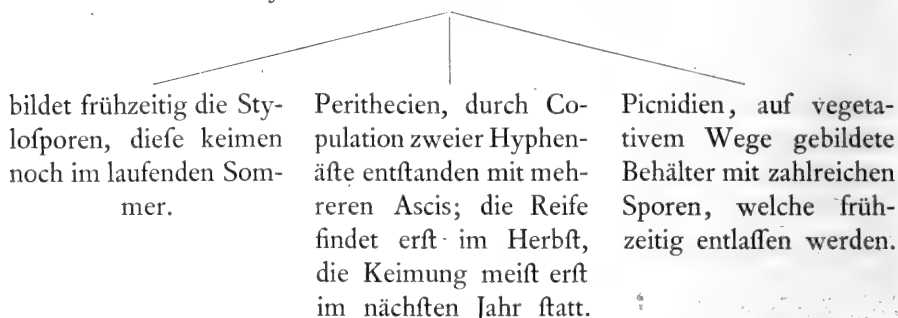 bildet frühzeitig die Sty-
loſporen, dieſe keimen
noch im laufenden Som-
mer.
Perithecien, durch Co-
pulation zweier Hyphen-
äſte entſtanden mit meh-
reren Ascis; die Reife
findet erſt im Herbſt,
die Keimung meiſt erſt
im nächſten Jahr ſtatt.
Picnidien, auf vegeta-
tivem Wege gebildete
Behälter mit zahlreichen
Sporen, welche früh-
zeitig entlaſſen werden.